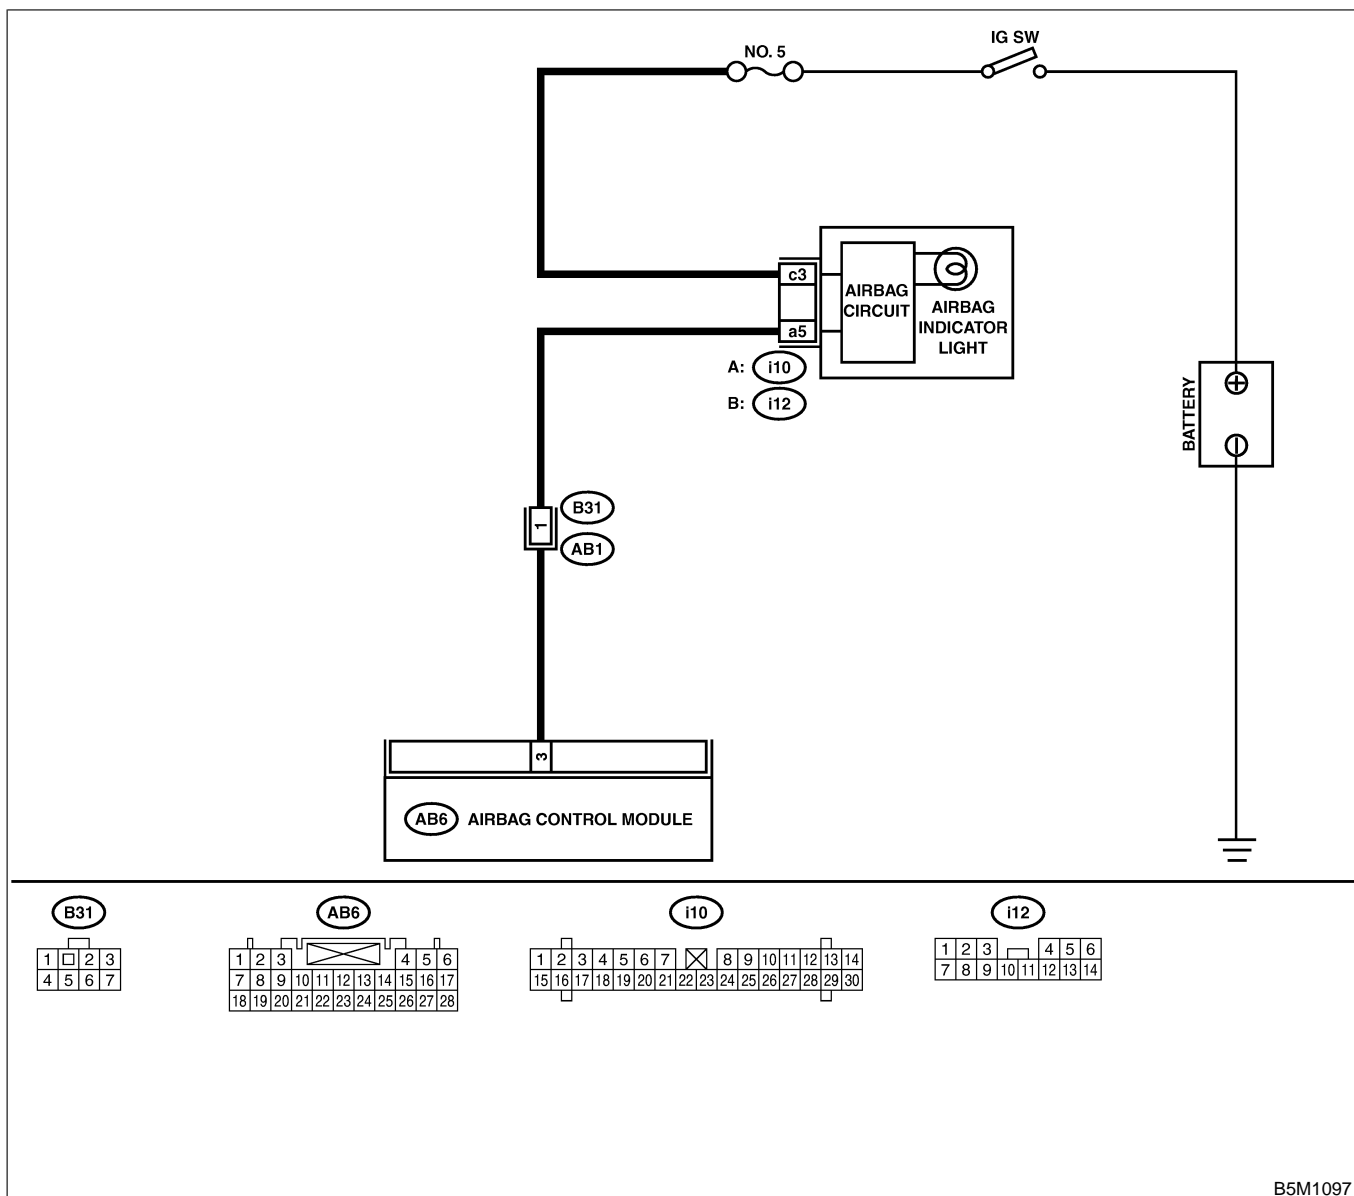 NO. 5
IG SW
c3
a5
AIRBAG
CIRCUIT
AIRBAG
INDICATOR
LIGHT
A: i10
B: i12
BATTERY
B31
1
AB1
3
AB6 AIRBAG CONTROL MODULE
B31
1 2 3
4 5 6 7
AB6
1 2 3 4 5 6
7 8 9 10 11 12 13 14 15 16 17
18 19 20 21 22 23 24 25 26 27 28
i10
1 2 3 4 5 6 7 8 9 10 11 12 13 14
15 16 17 18 19 20 21 22 23 24 25 26 27 28 29 30
i12
1 2 3 4 5 6
7 8 9 10 11 12 13 14
B5M1097